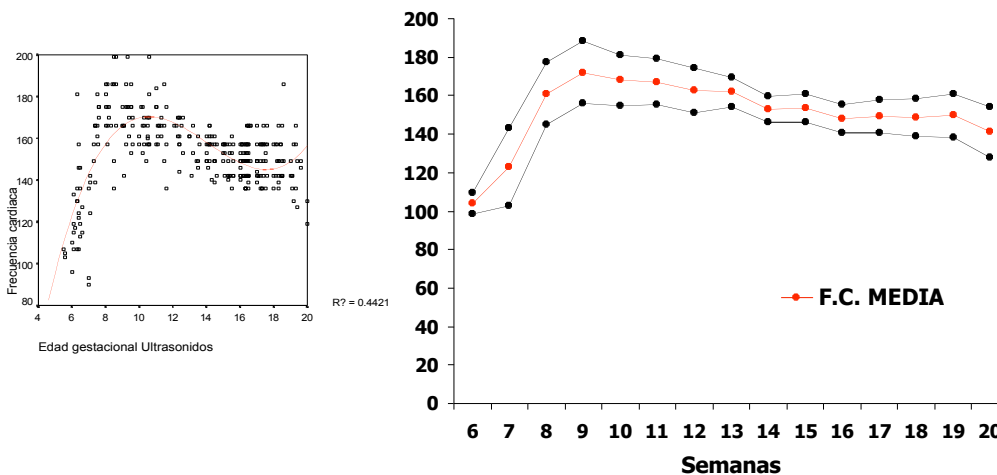 200
180
160
140
120
100
80
4 6 8 10 12 14 16 18 20
Frecuencia cardiaca
Edad gestacional Ultrasonidos
R? = 0.4421
200
180
160
140
120
100
80
60
40
20
0
6 7 8 9 10 11 12 13 14 15 16 17 18 19 20
Semanas
F.C. MEDIA